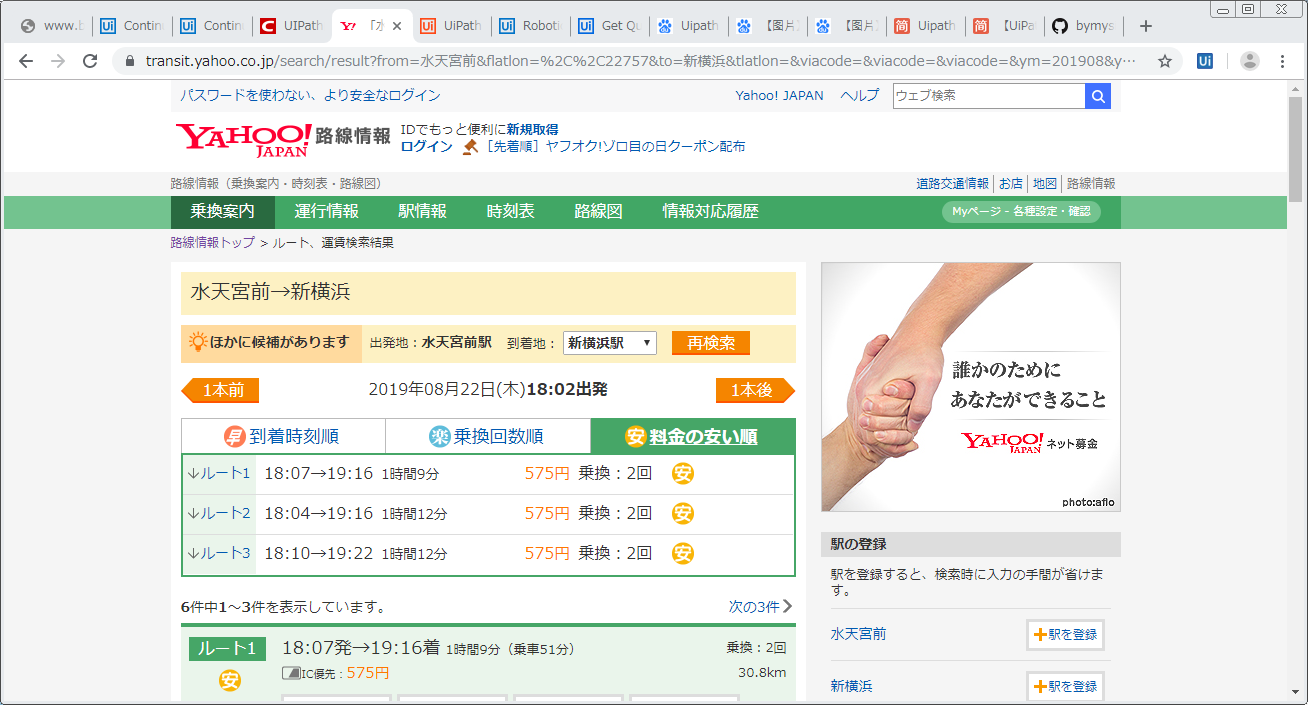 www.b
Contin
Contin
UIPath
「水
UiPath
Roboti
Get Qu
Uipath
【图片】
【图片】
Uipath
【UiPa
bymys
transit.yahoo.co.jp/search/result?from=水天宮前&flatlon=%2C%2C22757&to=新横浜&tlatlon=&viacode=&viacode=&viacode=&ym=201908&y…
パスワードを使わない、より安全なログイン
Yahoo! JAPAN ヘルプ ウェブ検索
YAHOO! JAPAN 路線情報
IDでもっと便利に新規取得
ログイン [先着順] ヤフオク!ゾロ目の日クーポン配布
路線情報（乗換案内・時刻表・路線図）
道路交通情報 お店 地図 路線情報
乗換案内 運行情報 駅情報 時刻表 路線図 情報対応履歴 Myページ - 各種設定・確認
路線情報トップ > ルート、運賃検索結果
水天宮前→新横浜
ほかに候補があります 出発地：水天宮前駅 到着地： 新横浜駅 再検索
1本前 2019年08月22日(木)18:02出発 1本後
早 到着時刻順 楽 乗換回数順 安 料金の安い順
↓ルート1 18:07→19:16 1時間9分 575円 乗換：2回 安
↓ルート2 18:04→19:16 1時間12分 575円 乗換：2回 安
↓ルート3 18:10→19:22 1時間12分 575円 乗換：2回 安
6件中1～3件を表示しています。 次の3件
ルート1 18:07発→19:16着 1時間9分（乗車51分） 乗換：2回
安 IC優先：575円 30.8km
誰かのために
あなたができること
YAHOO! JAPAN ネット募金
photo:aflo
駅の登録
駅を登録すると、検索時に入力の手間が省けま
す。
水天宮前 駅を登録
新横浜 駅を登録